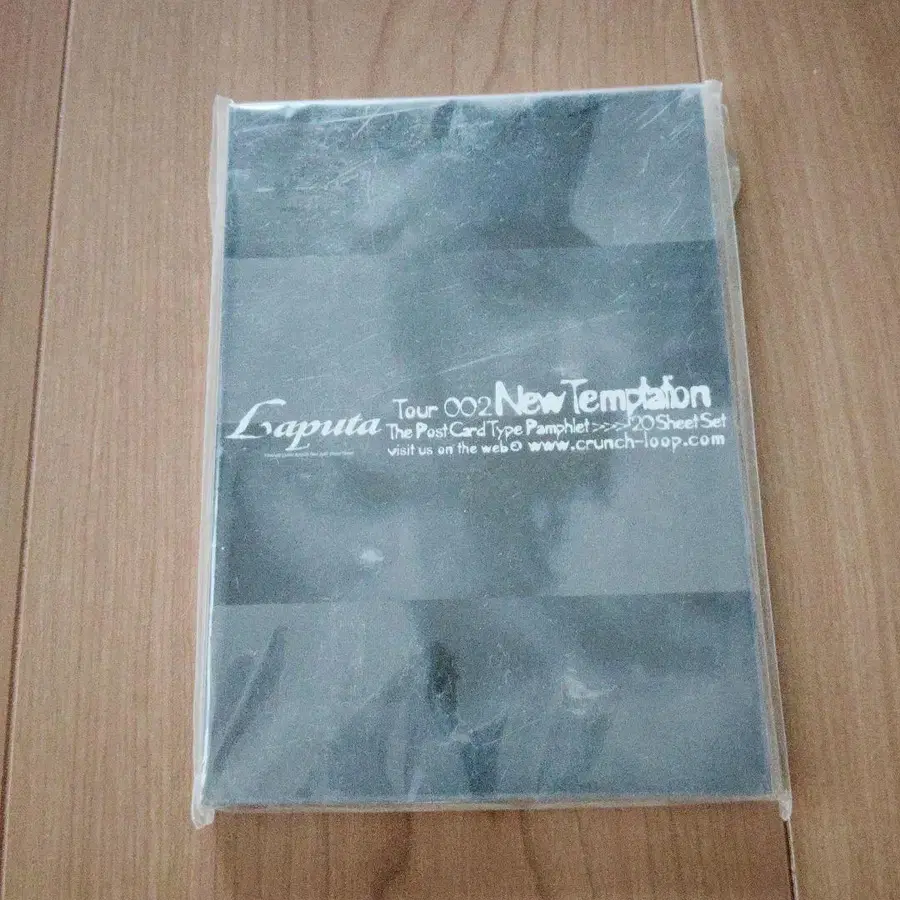 Laputa
Tour 002 New Temptation
The Post Card Type Pamphlet>>>20 Sheet Set
visit us on the web www.crunch-loop.com